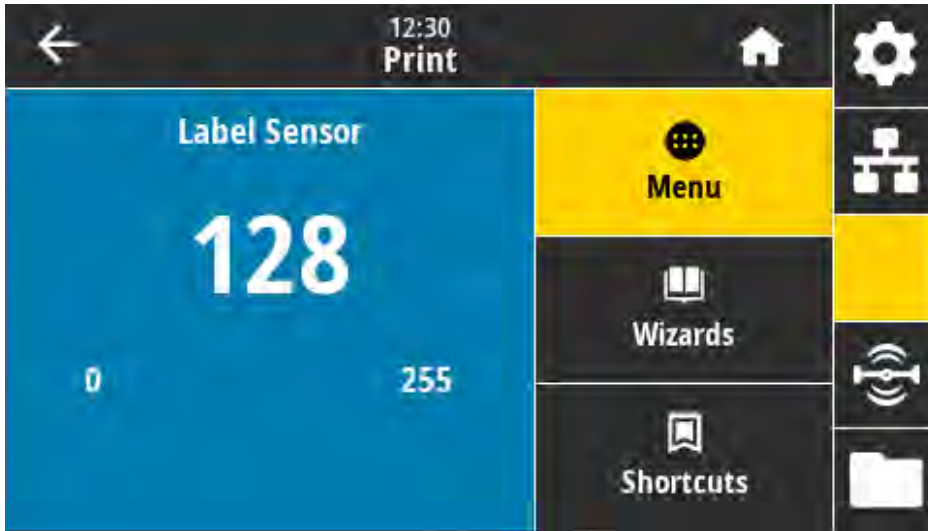 12:30
Print
Label Sensor
128
0 255
Menu
Wizards
Shortcuts